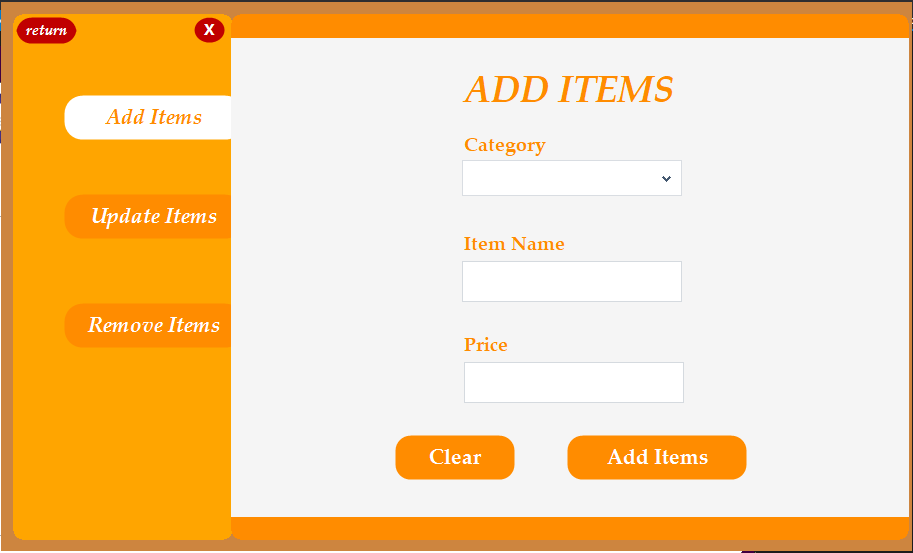 return
X
Add Items
Update Items
Remove Items
ADD ITEMS
Category
Item Name
Price
Clear
Add Items